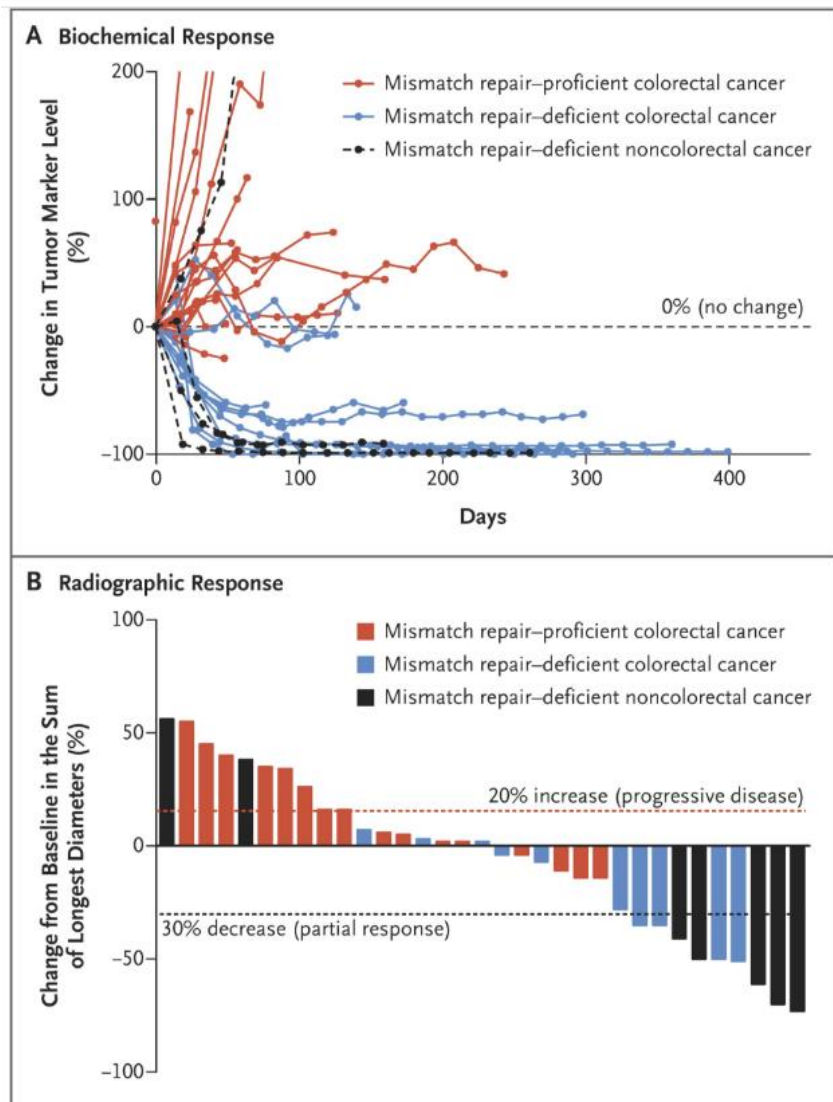 A Biochemical Response
200
100
0
−100
Change in Tumor Marker Level
(%)
Mismatch repair–proficient colorectal cancer
Mismatch repair–deficient colorectal cancer
Mismatch repair–deficient noncolorectal cancer
0% (no change)
0
100
200
300
400
Days
B Radiographic Response
100
50
0
−50
−100
Change from Baseline in the Sum
of Longest Diameters (%)
Mismatch repair–proficient colorectal cancer
Mismatch repair–deficient colorectal cancer
Mismatch repair–deficient noncolorectal cancer
20% increase (progressive disease)
30% decrease (partial response)